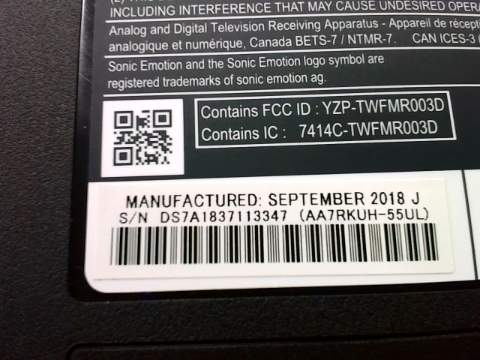 INCLUDING INTERFERENCE THAT MAY CAUSE UNDESIRED OPERA
Analog and Digital Television Receiving Apparatus - Appareil de récepti
analogique et numérique, Canada BETS-7 / NTMR-7. CAN ICES-3 (
Sonic Emotion and the Sonic Emotion logo symbol are
registered trademarks of sonic emotion ag.
Contains FCC ID : YZP-TWFMR003D
Contains IC : 7414C-TWFMR003D
MANUFACTURED: SEPTEMBER 2018 J
S/N DS7A1837113347 (AA7RKUH-55UL)